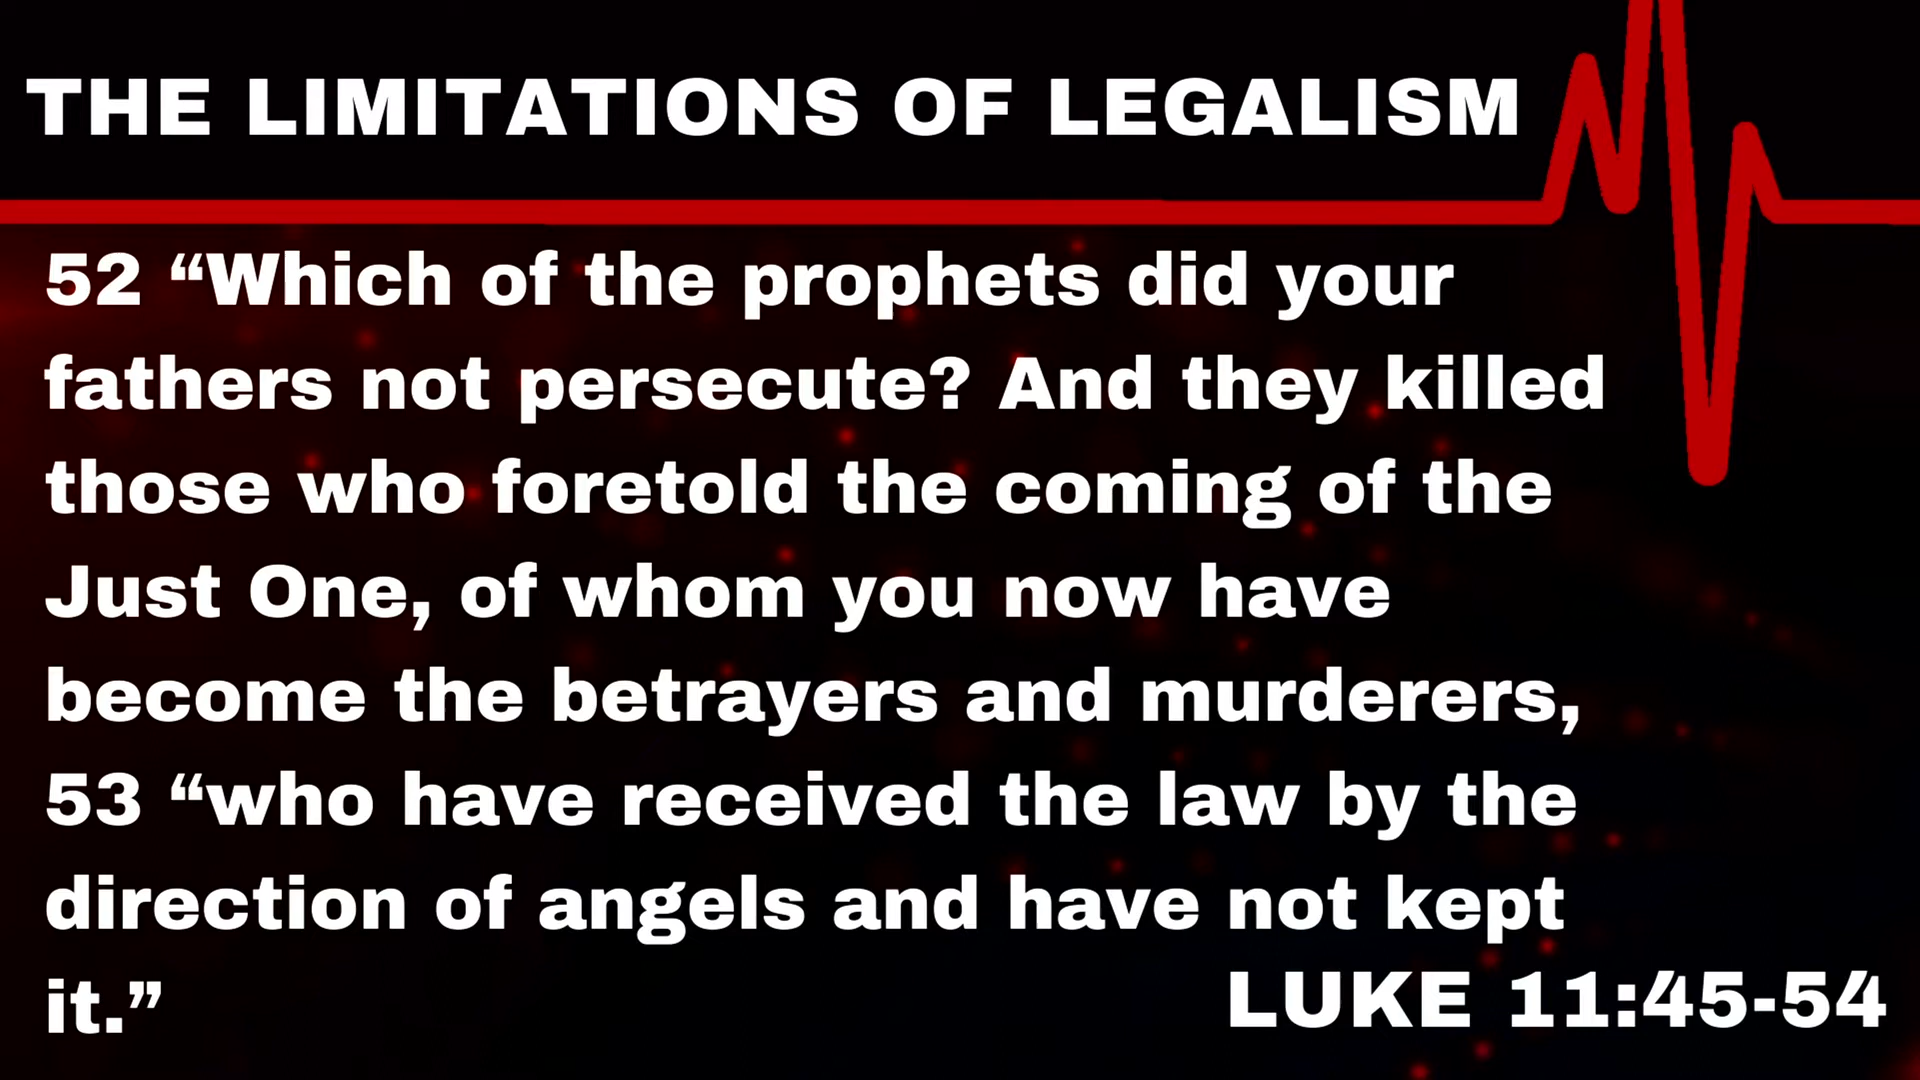 THE LIMITATIONS OF LEGALISM
52 “Which of the prophets did your
fathers not persecute? And they killed
those who foretold the coming of the
Just One, of whom you now have
become the betrayers and murderers,
53 “who have received the law by the
direction of angels and have not kept
it.”
LUKE 11:45-54